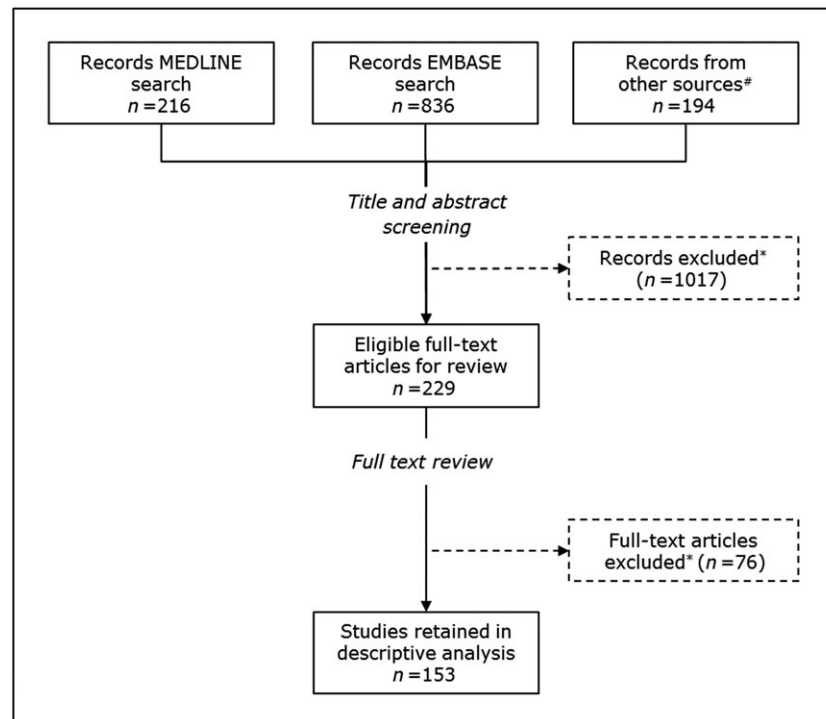 Records MEDLINE
search
n=216
Records EMBASE
search
n=836
Records from
other sources#
n=194
Title and abstract
screening
Records excluded*
(n=1017)
Eligible full-text
articles for review
n=229
Full text review
Full-text articles
excluded* (n=76)
Studies retained in
descriptive analysis
n=153